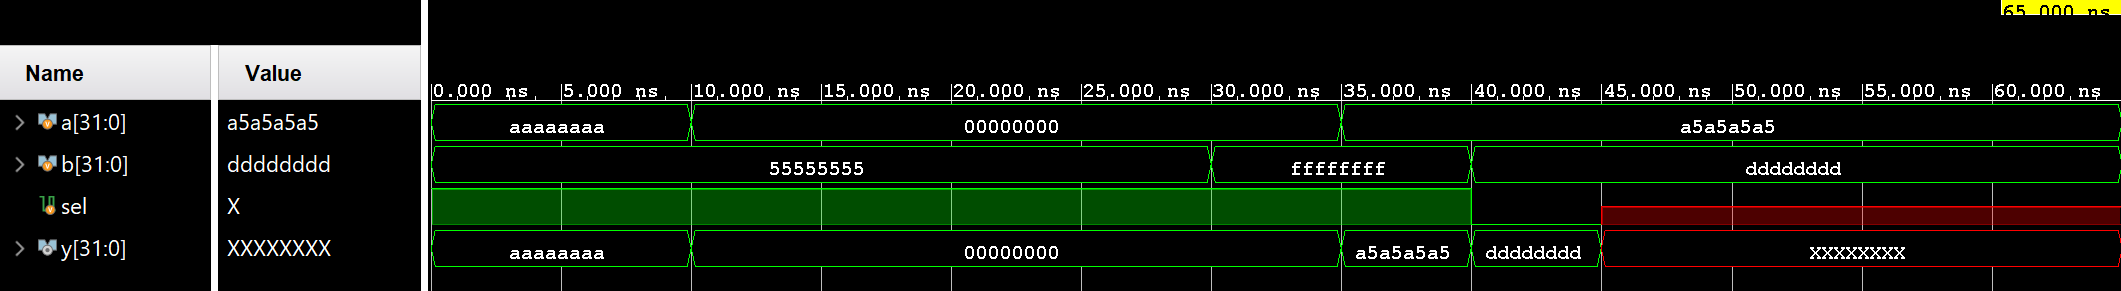 65.000 ns
Name Value
0.000 ns 5.000 ns 10.000 ns 15.000 ns 20.000 ns 25.000 ns 30.000 ns 35.000 ns 40.000 ns 45.000 ns 50.000 ns 55.000 ns 60.000 ns
a[31:0] a5a5a5a5 aaaaaaaa 00000000 a5a5a5a5
b[31:0] dddddddd 55555555 ffffffff dddddddd
sel X
y[31:0] XXXXXXXX aaaaaaaa 00000000 a5a5a5a5 dddddddd XXXXXXXX